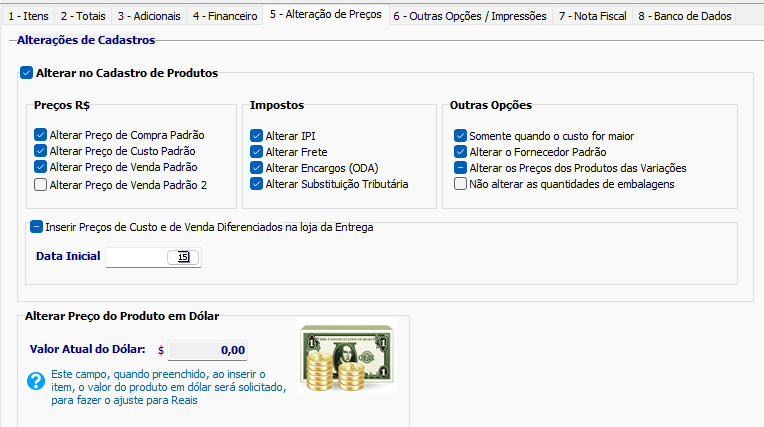 1 - Itens 2 - Totais 3 - Adicionais 4 - Financeiro 5 - Alteração de Preços 6 - Outras Opções / Impressões 7 - Nota Fiscal 8 - Banco de Dados
Alterações de Cadastros
Alterar no Cadastro de Produtos
Preços R$
Alterar Preço de Compra Padrão
Alterar Preço de Custo Padrão
Alterar Preço de Venda Padrão
Alterar Preço de Venda Padrão 2
Impostos
Alterar IPI
Alterar Frete
Alterar Encargos (ODA)
Alterar Substituição Tributária
Outras Opções
Somente quando o custo for maior
Alterar o Fornecedor Padrão
Alterar os Preços dos Produtos das Variações
Não alterar as quantidades de embalagens
Inserir Preços de Custo e de Venda Diferenciados na loja da Entrega
Data Inicial 15
Alterar Preço do Produto em Dólar
Valor Atual do Dólar: $ 0,00
Este campo, quando preenchido, ao inserir o
item, o valor do produto em dólar será solicitado,
para fazer o ajuste para Reais